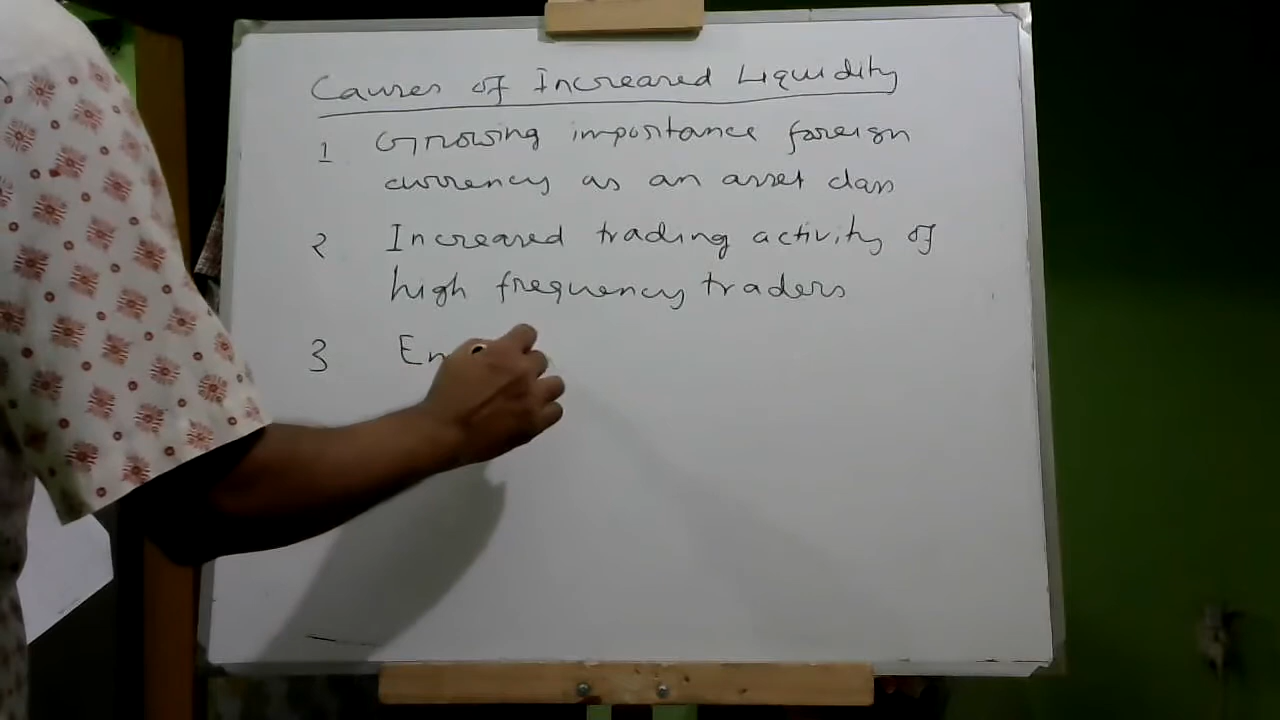 Causes of Increased Liquidity
1 Growing importance foreign
currency as an asset class
2 Increased trading activity of
high frequency traders
3 Em